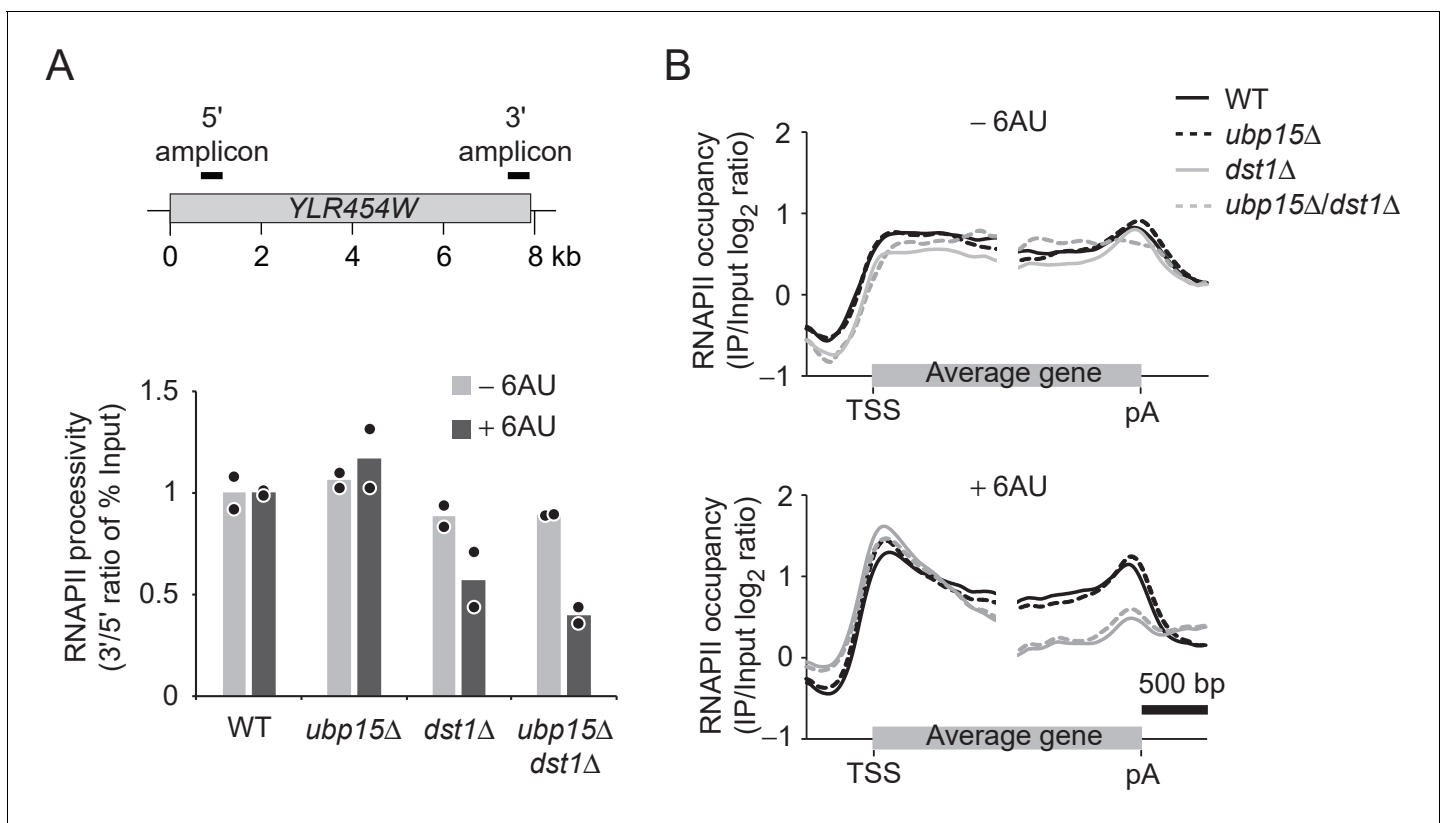 A
5'
amplicon
3'
amplicon
YLR454W
0 2 4 6 8 kb
RNAPII processivity
(3'/5' ratio of % Input)
1.5
1
0.5
0
– 6AU
+ 6AU
WT
ubp15Δ
dst1Δ
ubp15Δ
dst1Δ
B
WT
ubp15Δ
dst1Δ
ubp15Δ/dst1Δ
– 6AU
RNAPII occupancy
(IP/Input log2 ratio)
2
1
0
–1
Average gene
TSS
pA
+ 6AU
RNAPII occupancy
(IP/Input log2 ratio)
2
1
0
–1
500 bp
Average gene
TSS
pA